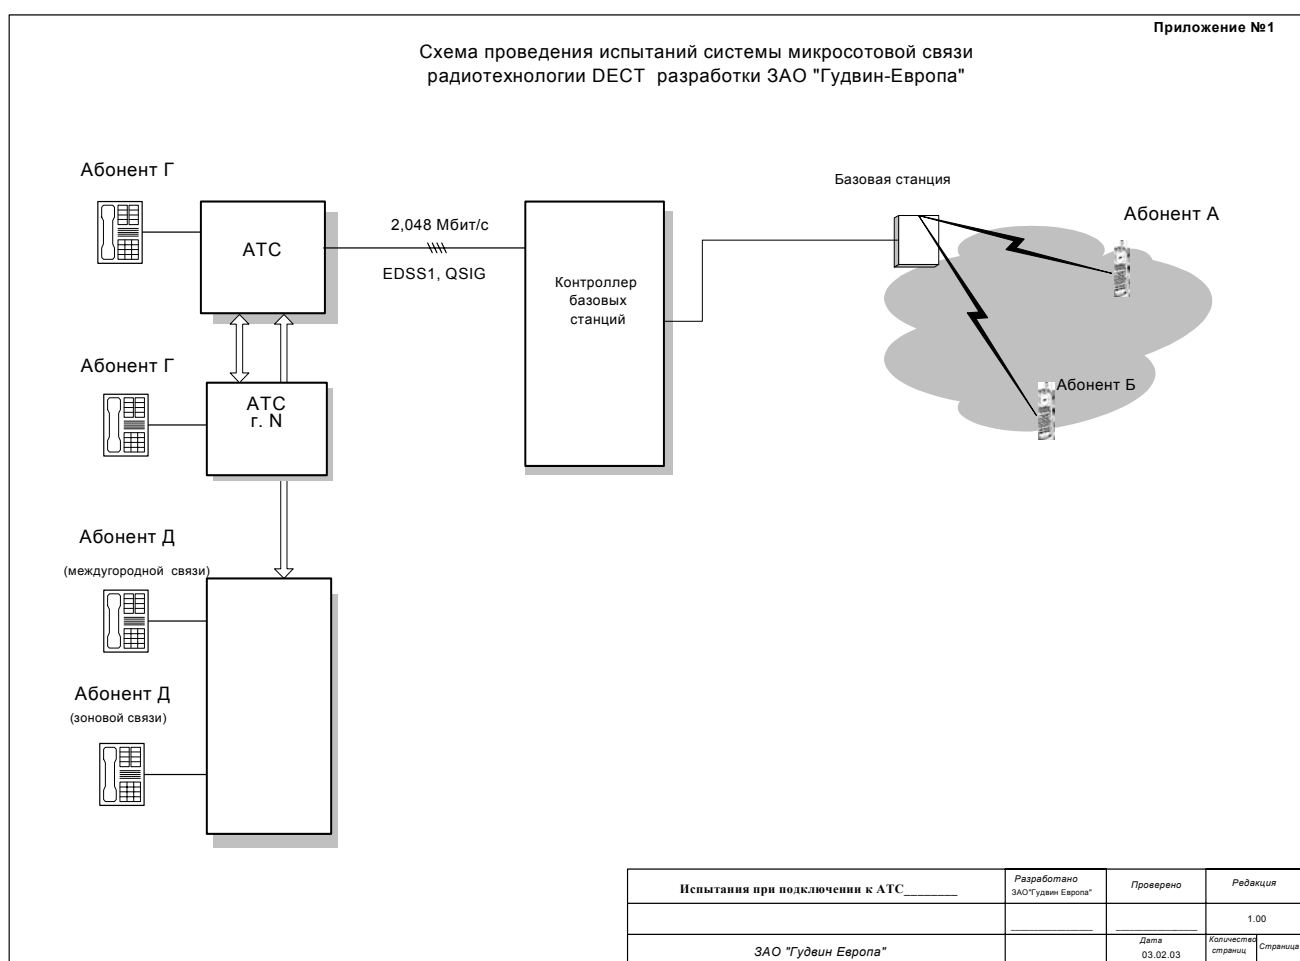 Приложение №1
Схема проведения испытаний системы микросотовой связи
радиотехнологии DECT разработки ЗАО "Гудвин-Европа"
Абонент Г
Базовая станция
2,048 Мбит/с
Абонент А
АТС
EDSS1, QSIG
Контроллер
базовых
станций
Абонент Г
Абонент Б
АТС
г. N
Абонент Д
(междугородной связи)
Абонент Д
(зоновой связи)
Испытания при подключении к АТС________
Разработано
ЗАО"Гудвин Европа"
Проверено
Редакция
1.00
ЗАО "Гудвин Европа"
Дата
03.02.03
Количество
страниц
Страница